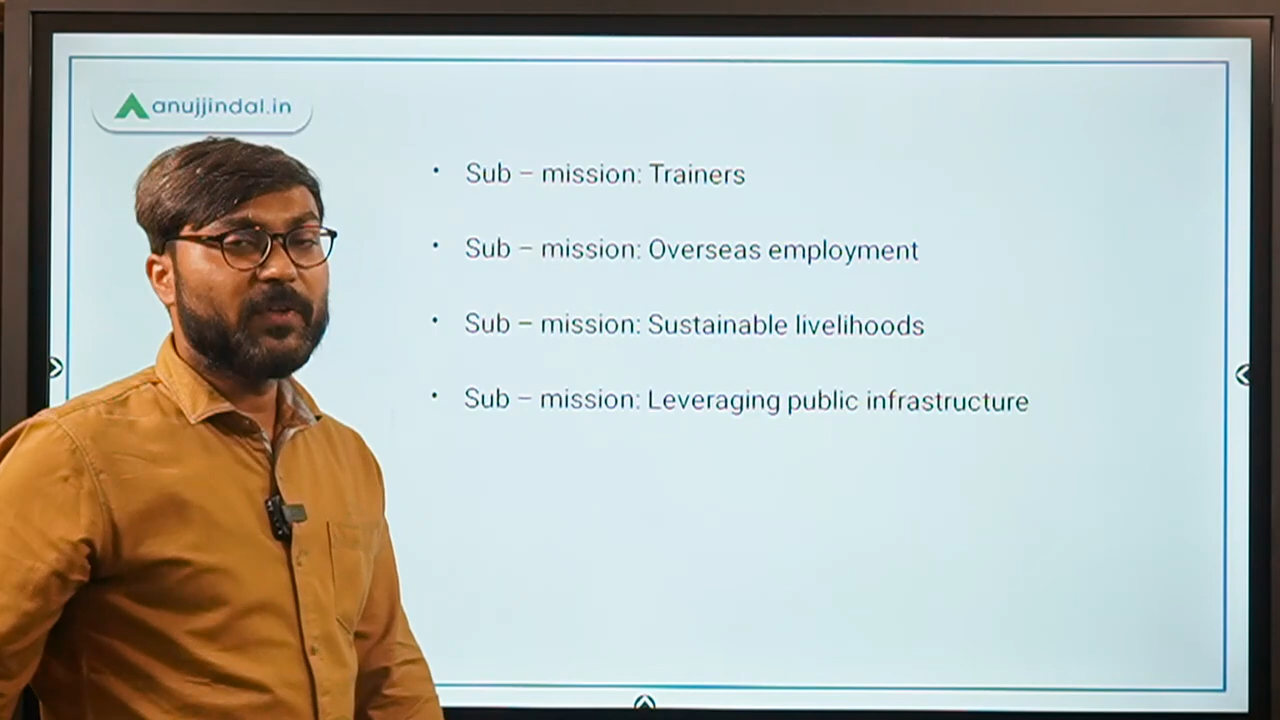 anujjindal.in
• Sub – mission: Trainers
• Sub – mission: Overseas employment
• Sub – mission: Sustainable livelihoods
• Sub – mission: Leveraging public infrastructure